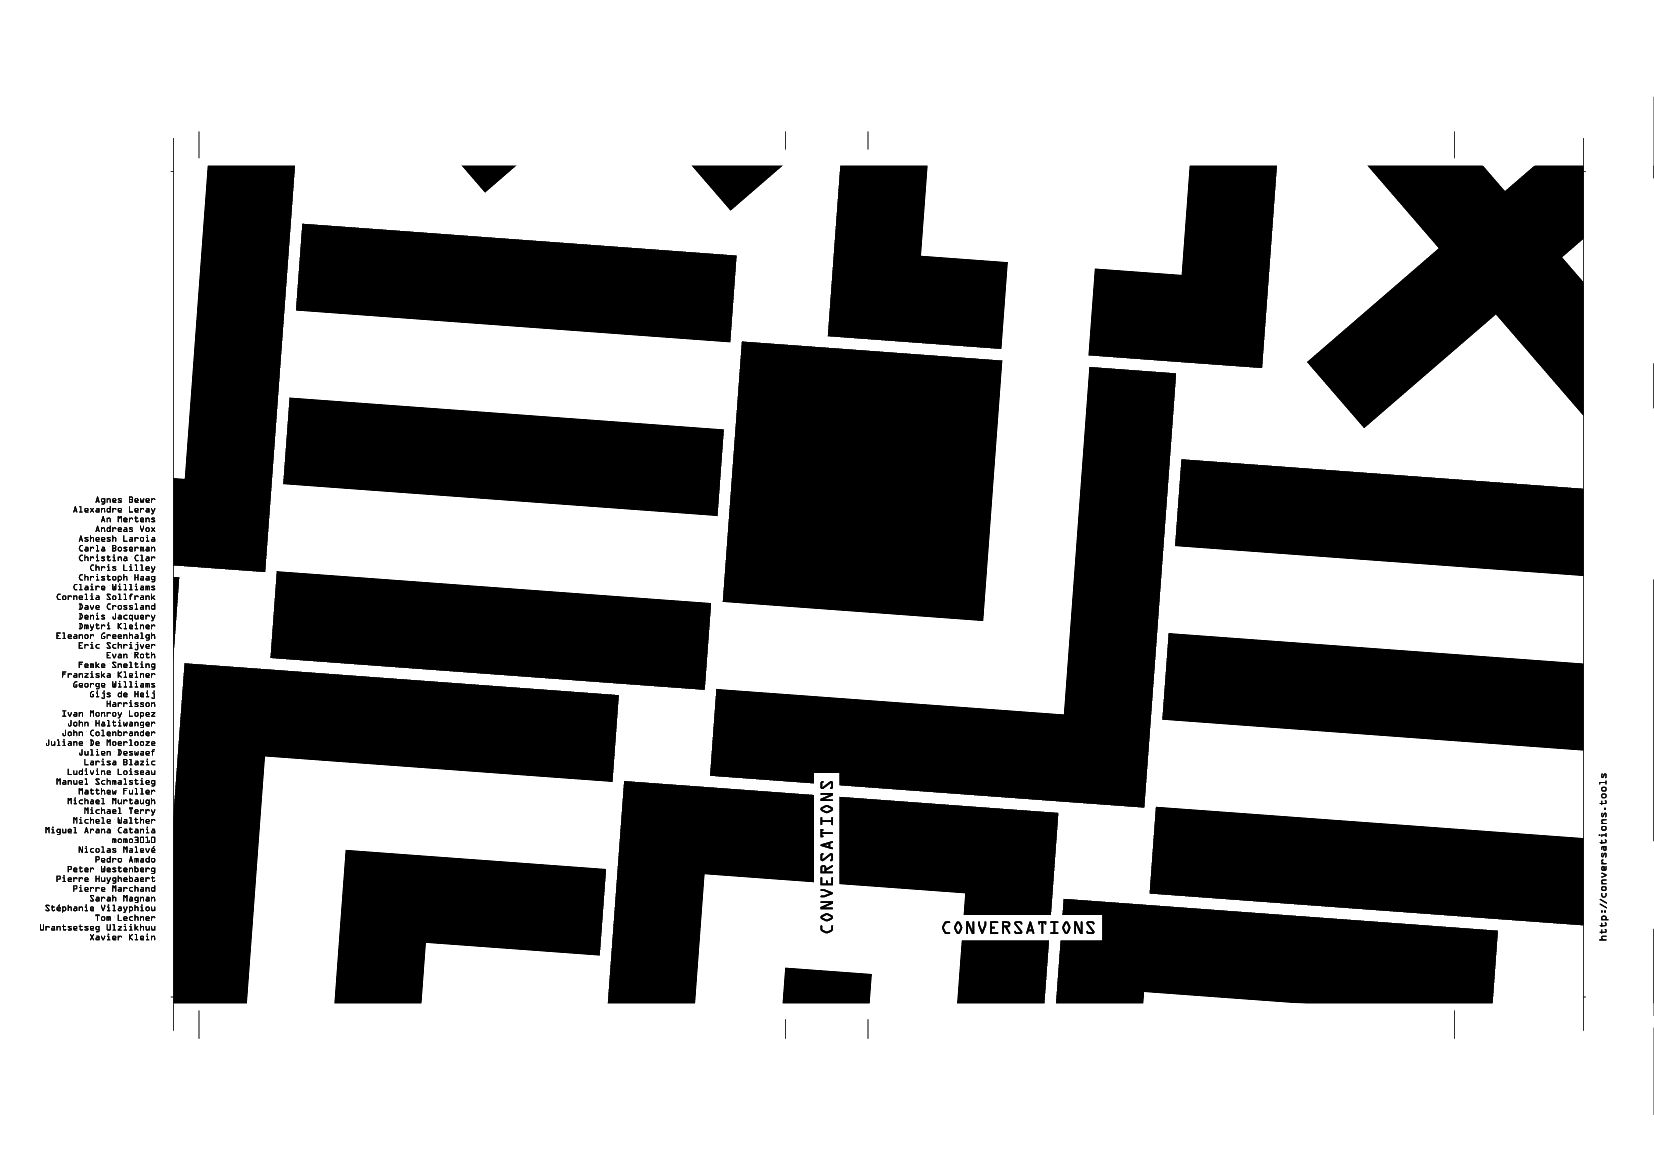 Agnes Bewer
Alexandre Leray
An Mertens
Andreas Vox
Asheesh Laroia
Carla Boserman
Christina Clar
Chris Lilley
Christoph Haag
Claire Williams
Cornelia Sollfrank
Dave Crossland
Denis Jacquery
Dmytri Kleiner
Eleanor Greenhalgh
Eric Schrijver
Evan Roth
Femke Snelting
Franziska Kleiner
George Williams
Gijs de Heij
Harrisson
Ivan Monroy Lopez
John Haltiwanger
John Colenbrander
Juliane De Moerlooze
Julien Deswaef
Larisa Blazic
Ludivine Loiseau
Manuel Schmalstieg
Matthew Fuller
Michael Murtaugh
Michael Terry
Michele Walther
Miguel Arana Catania
momo3010
Nicolas Malevé
Pedro Amado
Peter Westenberg
Pierre Huyghebaert
Pierre Marchand
Sarah Magnan
Stéphanie Vilayphiou
Tom Lechner
Urantsetseg Ulziikhuu
Xavier Klein
CONVERSATIONS
CONVERSATIONS
http://conversations.tools